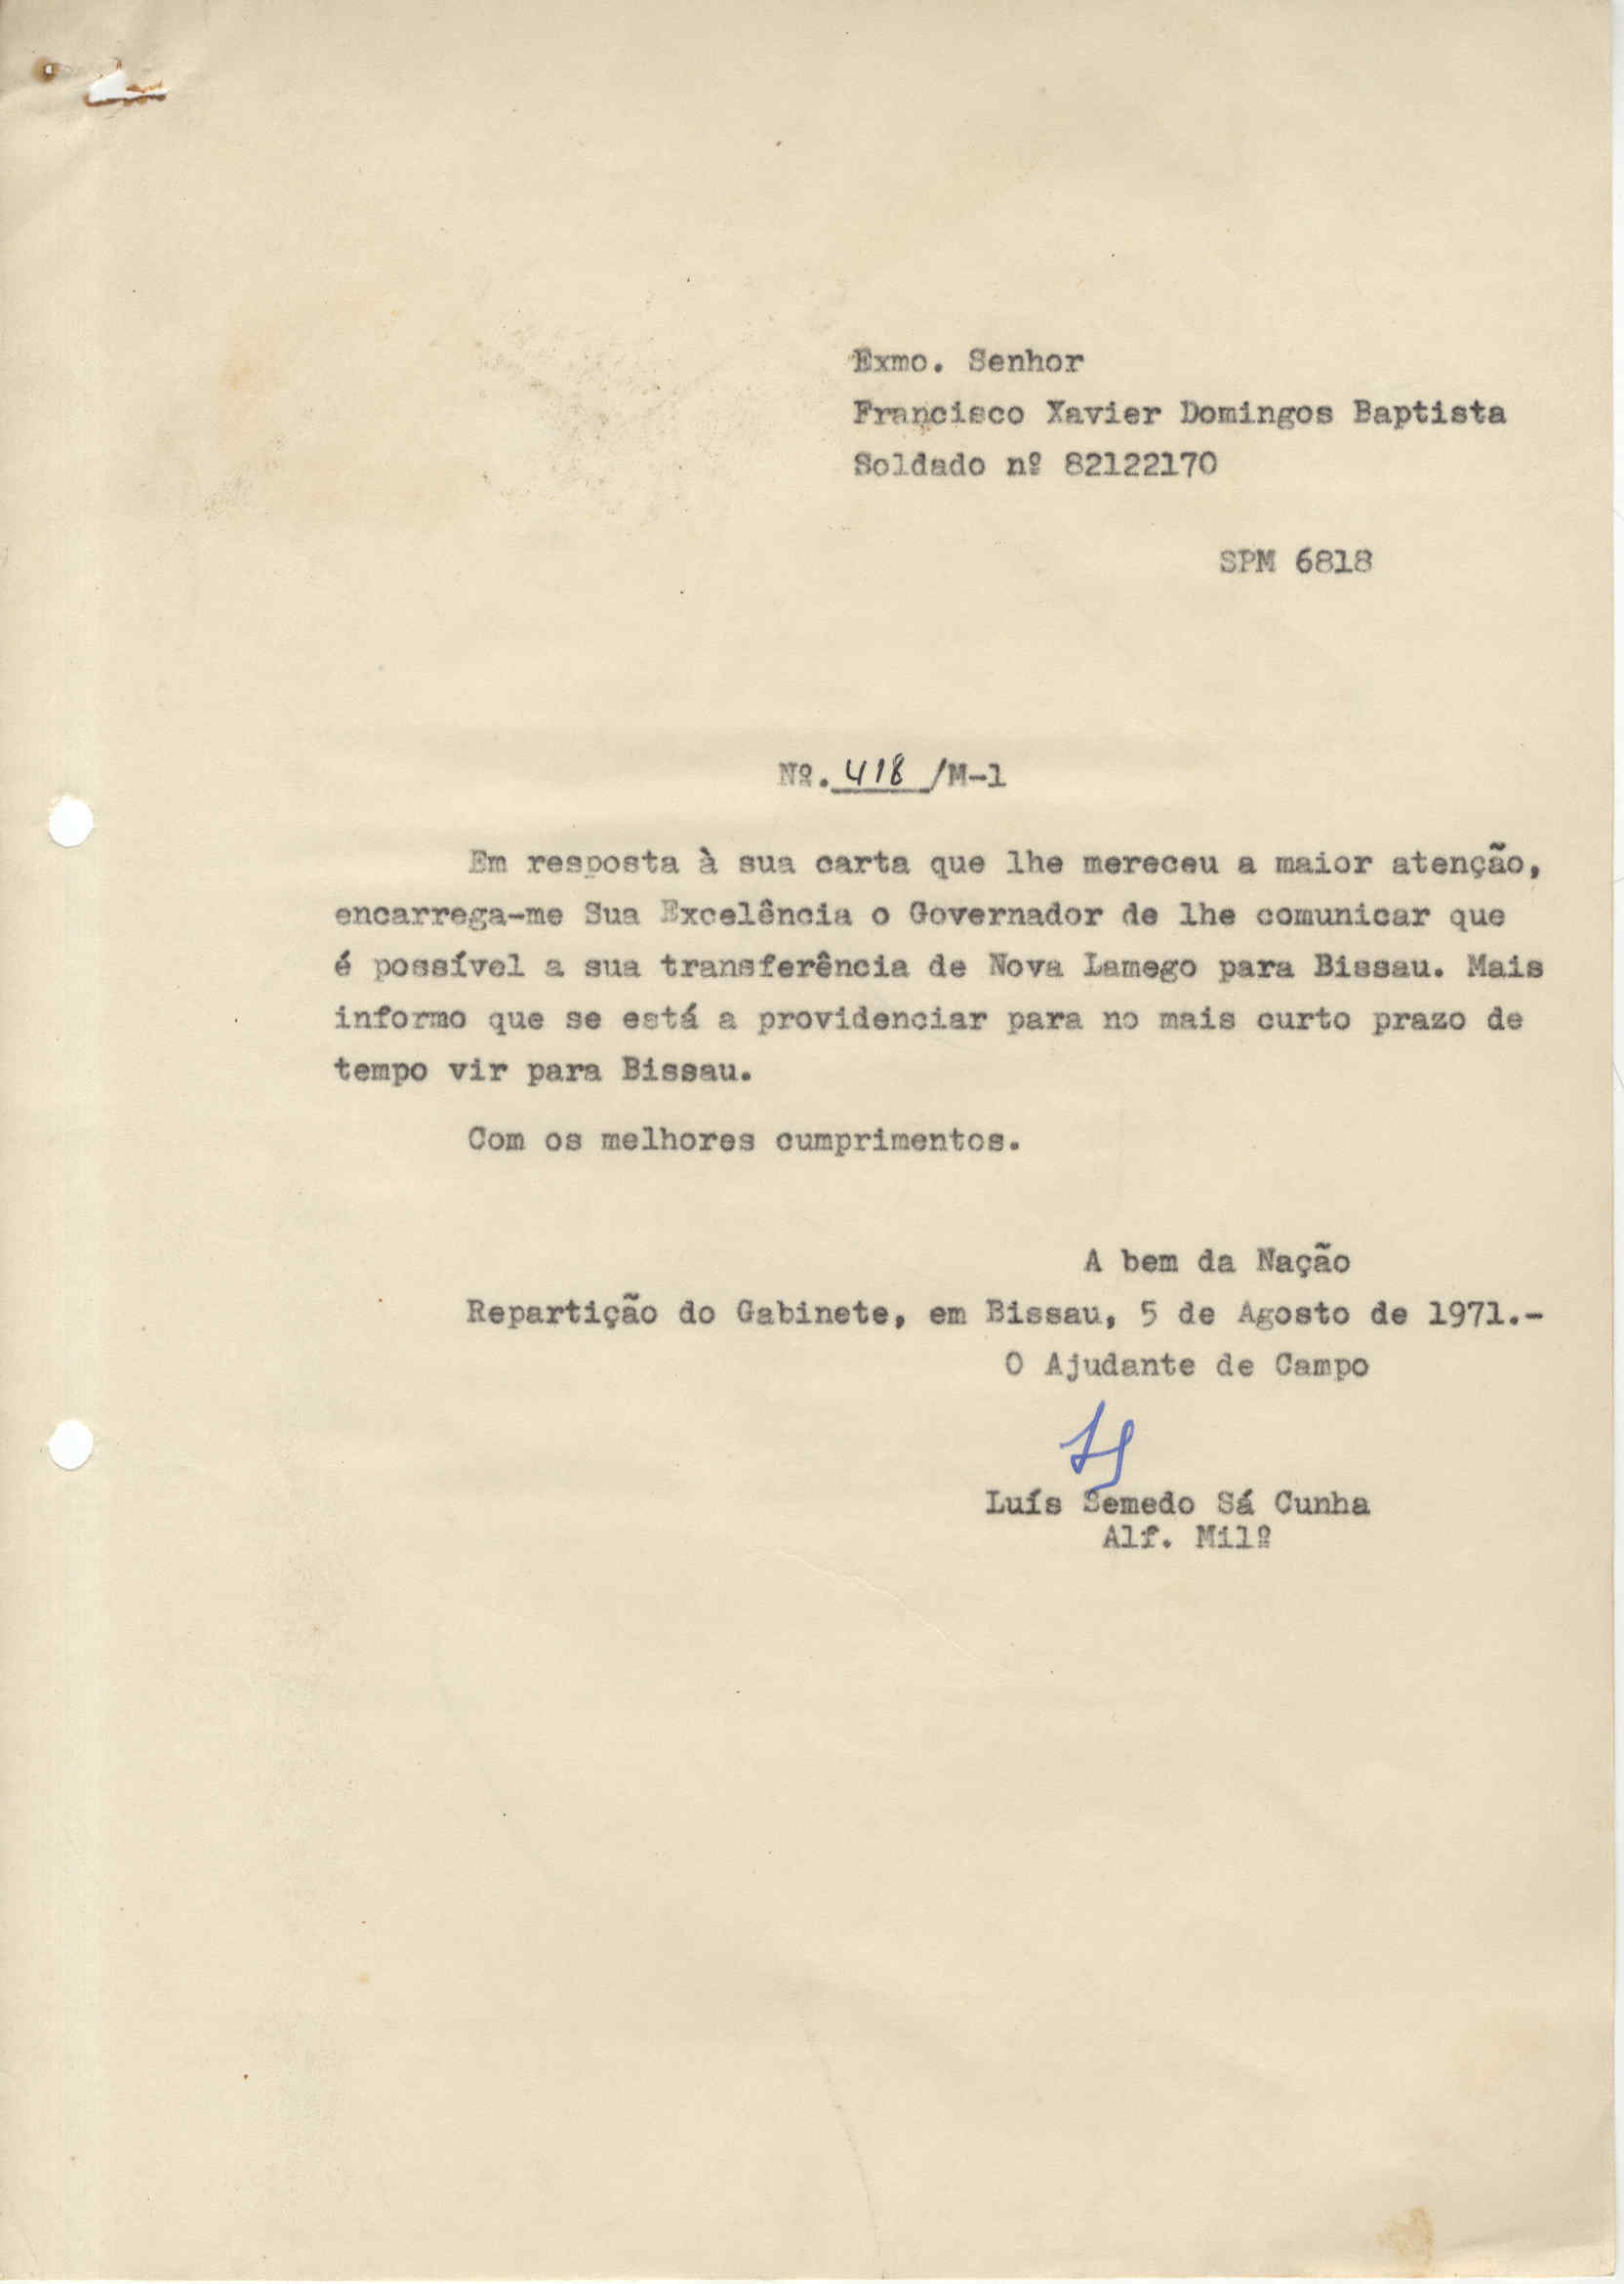 Exmo. Senhor
Francisco Xavier Domingos Baptista
Soldado nº 82122170
SPM 6818
Nº. 418 /M-1
Em resposta à sua carta que lhe mereceu a maior atenção,
encarrega-me Sua Excelência o Governador de lhe comunicar que
é possível a sua transferência de Nova Lamego para Bissau. Mais
informo que se está a providenciar para no mais curto prazo de
tempo vir para Bissau.
Com os melhores cumprimentos.
A bem da Nação
Repartição do Gabinete, em Bissau, 5 de Agosto de 1971.-
O Ajudante de Campo
Luís Semedo Sá Cunha
Alf. Milº